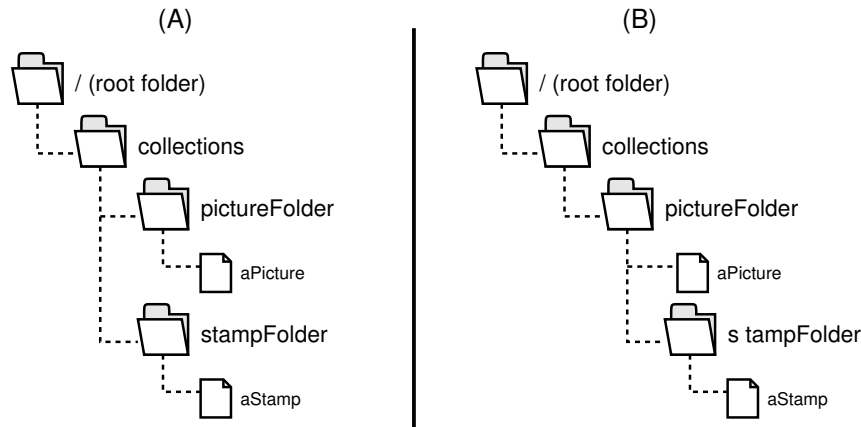 (A)
/ (root folder)
collections
pictureFolder
aPicture
stampFolder
aStamp
(B)
/ (root folder)
collections
pictureFolder
aPicture
s tampFolder
aStamp